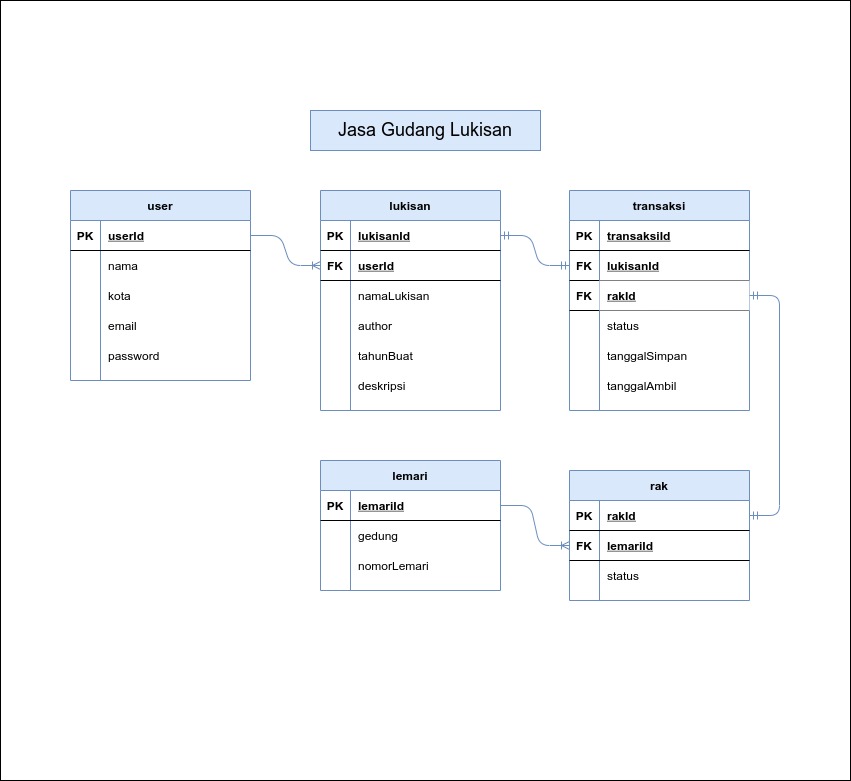 Jasa Gudang Lukisan
user
PK userId
nama
kota
email
password
lukisan
PK lukisanId
FK userId
namaLukisan
author
tahunBuat
deskripsi
transaksi
PK transaksiId
FK lukisanId
FK rakId
status
tanggalSimpan
tanggalAmbil
lemari
PK lemariId
gedung
nomorLemari
rak
PK rakId
FK lemariId
status